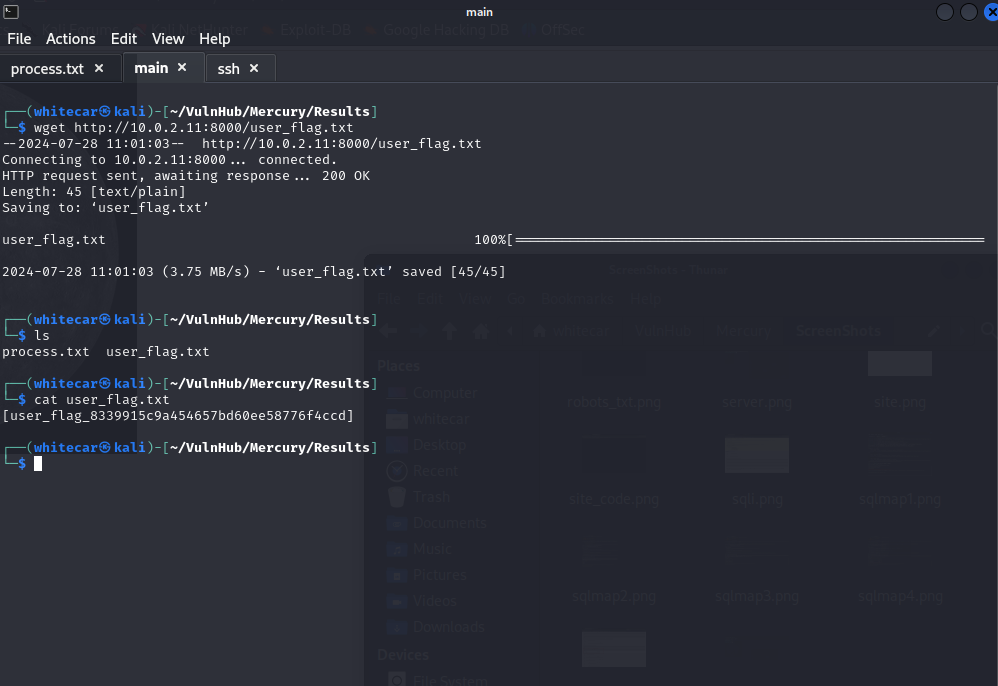 main
Kali NetHunter Exploit-DB Google Hacking DB OffSec
File Actions Edit View Help
process.txt × main × ssh ×
┌──(whitecar㉿kali)-[~/VulnHub/Mercury/Results]
└─$ wget http://10.0.2.11:8000/user_flag.txt
--2024-07-28 11:01:03-- http://10.0.2.11:8000/user_flag.txt
Connecting to 10.0.2.11:8000... connected.
HTTP request sent, awaiting response... 200 OK
Length: 45 [text/plain]
Saving to: ‘user_flag.txt’
user_flag.txt 100%[
2024-07-28 11:01:03 (3.75 MB/s) - ‘user_flag.txt’ saved [45/45]
┌──(whitecar㉿kali)-[~/VulnHub/Mercury/Results]
└─$ ls
process.txt user_flag.txt
┌──(whitecar㉿kali)-[~/VulnHub/Mercury/Results]
└─$ cat user_flag.txt
[user_flag_8339915c9a454657bd60ee58776f4ccd]
┌──(whitecar㉿kali)-[~/VulnHub/Mercury/Results]
└─$
ScreenShots - Thunar
File Edit View Go Bookmarks Help
whitecar VulnHub Mercury ScreenShots
Places
Computer
whitecar
Desktop
Recent
Trash
Documents
Music
Pictures
Videos
Downloads
Devices
File System
robots_txt.png server.png site.png
site_code.png sqli.png sqlmap1.png
sqlmap2.png sqlmap3.png sqlmap4.png